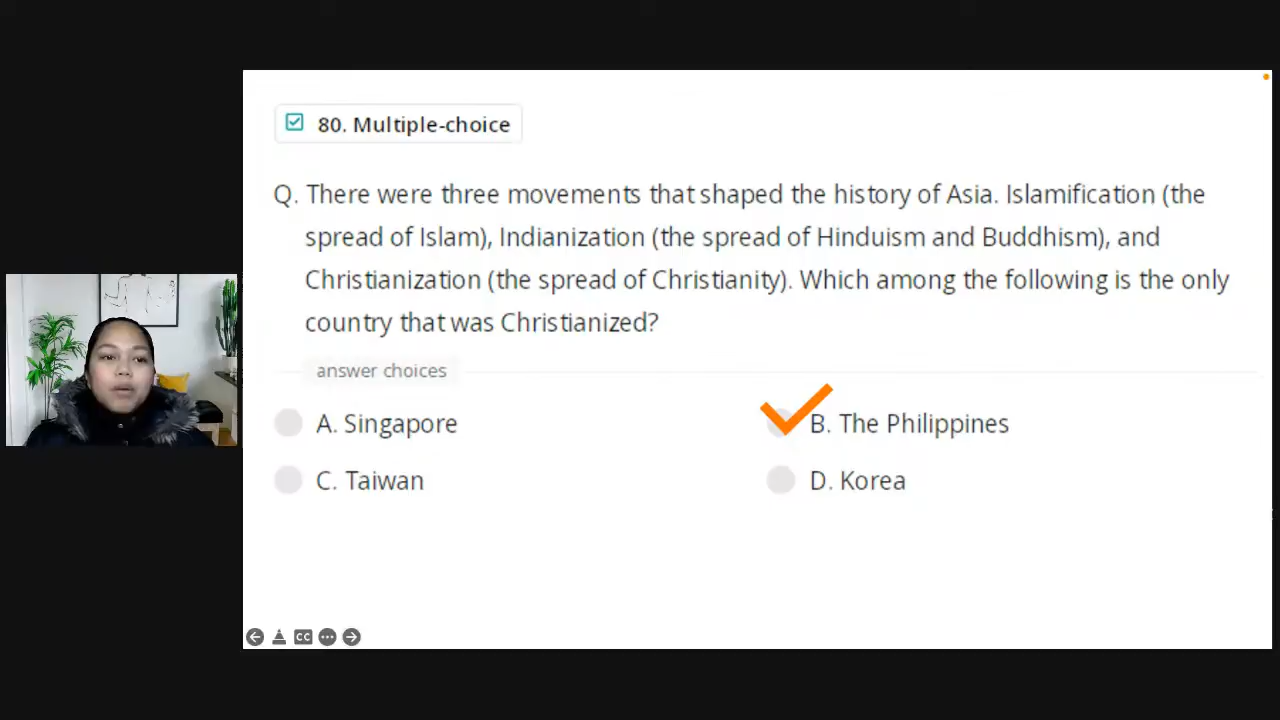 80. Multiple-choice
Q. There were three movements that shaped the history of Asia. Islamification (the
spread of Islam), Indianization (the spread of Hinduism and Buddhism), and
Christianization (the spread of Christianity). Which among the following is the only
country that was Christianized?
answer choices
A. Singapore
B. The Philippines
C. Taiwan
D. Korea
CC